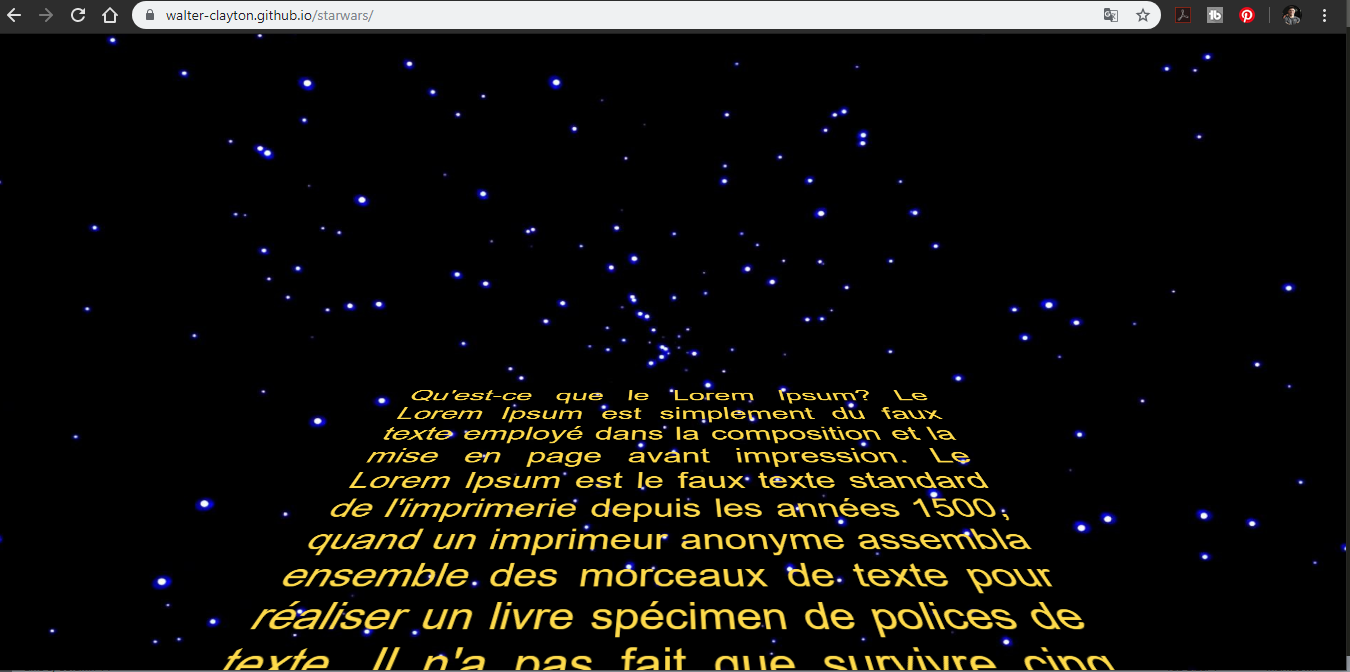 walter-clayton.github.io/starwars/
Qu'est-ce que le Lorem Ipsum? Le
Lorem Ipsum est simplement du faux
texte employé dans la composition et la
mise en page avant impression. Le
Lorem Ipsum est le faux texte standard
de l'imprimerie depuis les années 1500,
quand un imprimeur anonyme assembla
ensemble des morceaux de texte pour
réaliser un livre spécimen de polices de
texte. Il n'a pas fait que survivre cinq